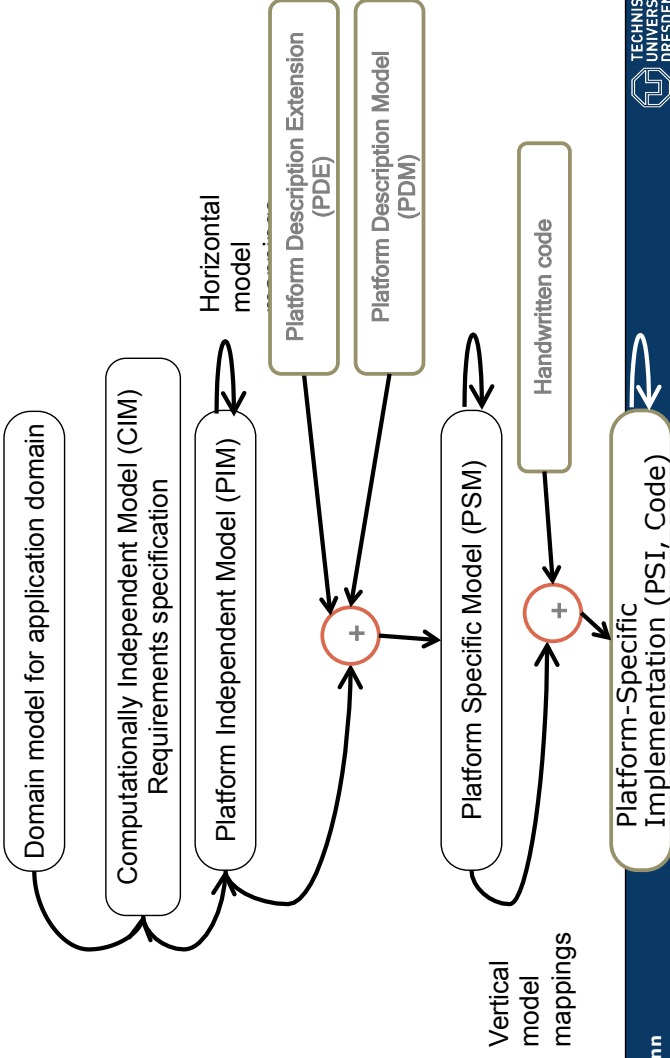 Domain model for application domain
Computationally Independent Model (CIM)
Requirements specification
Platform Independent Model (PIM)
Horizontal
model
Platform Description Extension
(PDE)
Platform Description Model
(PDM)
+
Platform Specific Model (PSM)
Handwritten code
+
Vertical
model
mappings
Platform-Specific
Implementation (PSI, Code)